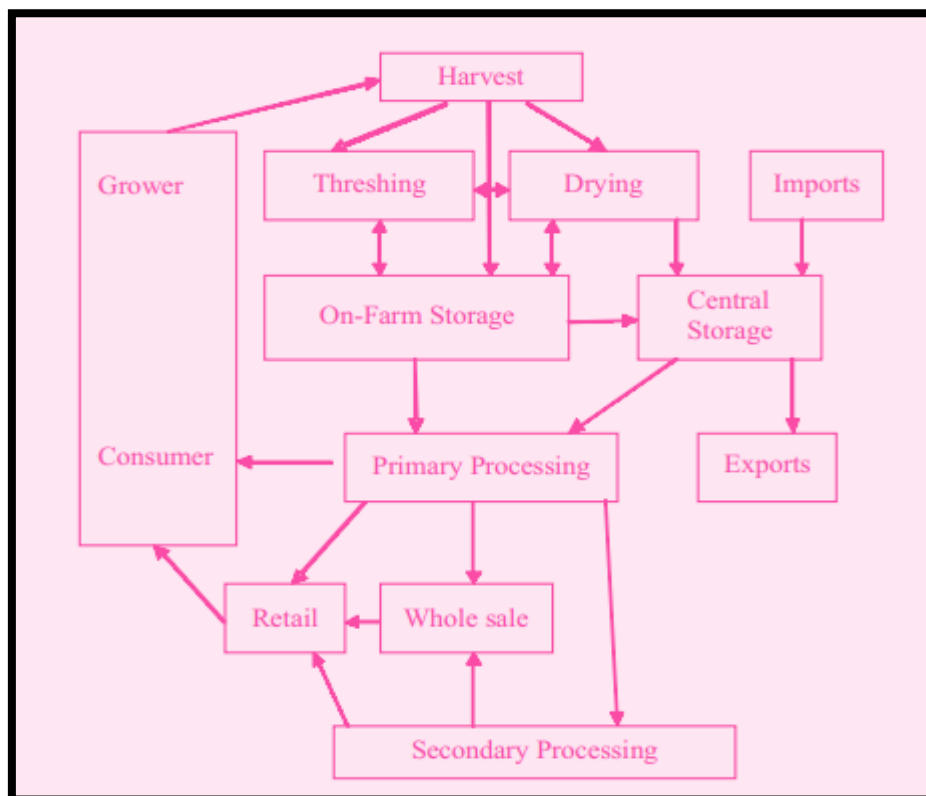 Harvest
Grower
Threshing
Drying
Imports
On-Farm Storage
Central
Storage
Consumer
Primary Processing
Exports
Retail
Whole sale
Secondary Processing